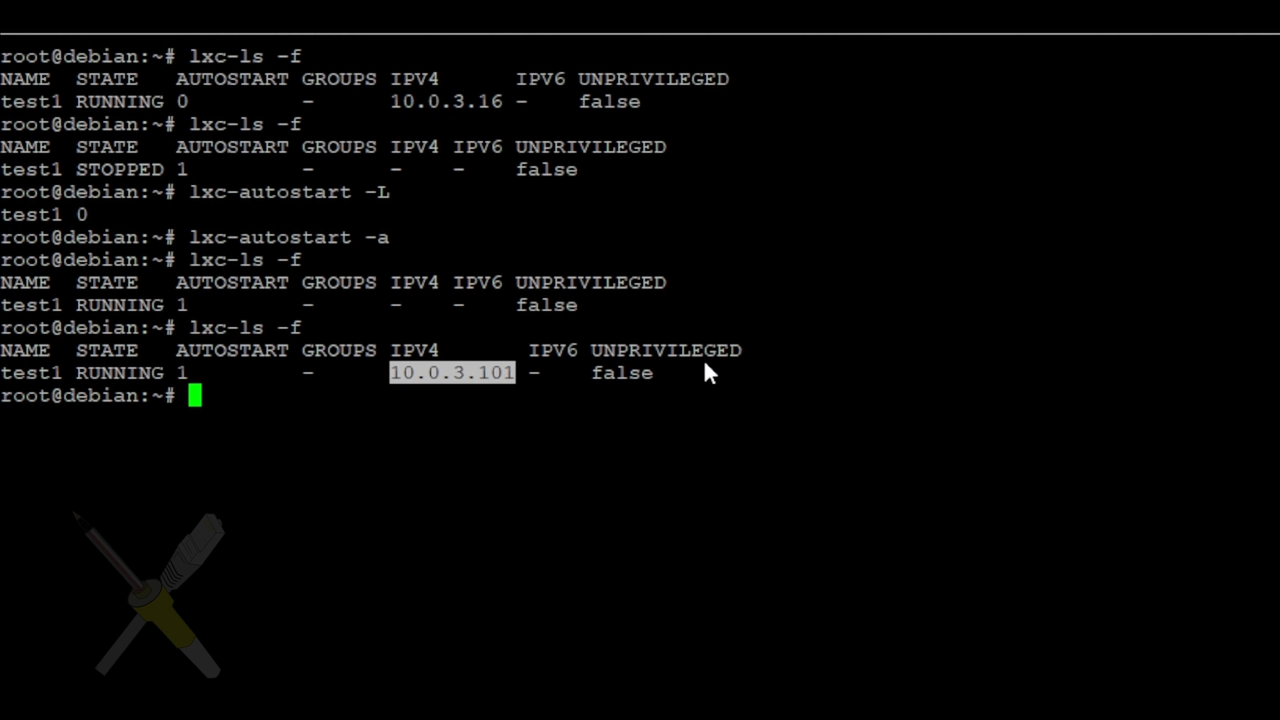 root@debian:~# lxc-ls -f
NAME STATE AUTOSTART GROUPS IPV4 IPV6 UNPRIVILEGED
test1 RUNNING 0 - 10.0.3.16 - false
root@debian:~# lxc-ls -f
NAME STATE AUTOSTART GROUPS IPV4 IPV6 UNPRIVILEGED
test1 STOPPED 1 - - - false
root@debian:~# lxc-autostart -L
test1 0
root@debian:~# lxc-autostart -a
root@debian:~# lxc-ls -f
NAME STATE AUTOSTART GROUPS IPV4 IPV6 UNPRIVILEGED
test1 RUNNING 1 - - - false
root@debian:~# lxc-ls -f
NAME STATE AUTOSTART GROUPS IPV4 IPV6 UNPRIVILEGED
test1 RUNNING 1 - 10.0.3.101 - false
root@debian:~#